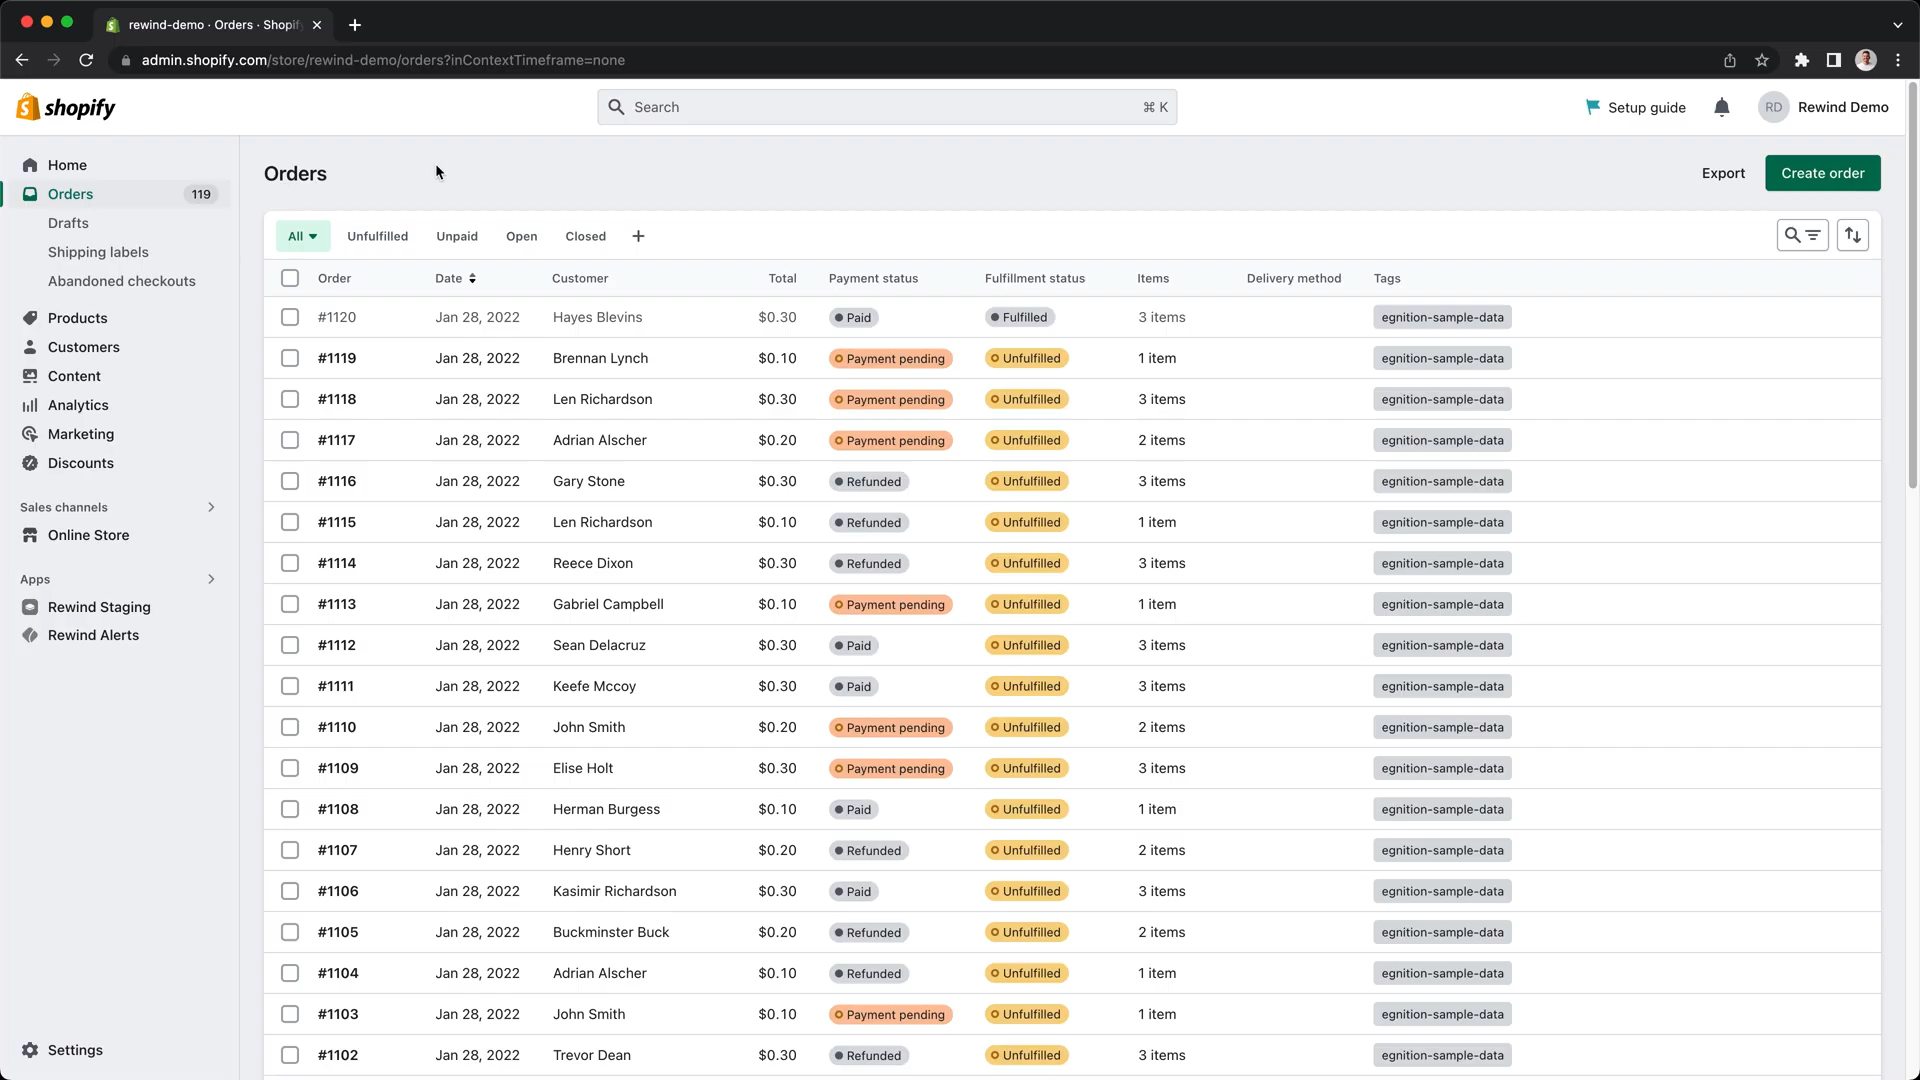 rewind-demo · Orders · Shopif
admin.shopify.com/store/rewind-demo/orders?inContextTimeframe=none
shopify
Search ⌘ K
Setup guide
RD Rewind Demo
Home
Orders 119
Drafts
Shipping labels
Abandoned checkouts
Products
Customers
Content
Analytics
Marketing
Discounts
Sales channels
Online Store
Apps
Rewind Staging
Rewind Alerts
Settings
Orders
Export Create order
All Unfulfilled Unpaid Open Closed +
Order Date Customer Total Payment status Fulfillment status Items Delivery method Tags
#1120 Jan 28, 2022 Hayes Blevins $0.30 Paid Fulfilled 3 items egnition-sample-data
#1119 Jan 28, 2022 Brennan Lynch $0.10 Payment pending Unfulfilled 1 item egnition-sample-data
#1118 Jan 28, 2022 Len Richardson $0.30 Payment pending Unfulfilled 3 items egnition-sample-data
#1117 Jan 28, 2022 Adrian Alscher $0.20 Payment pending Unfulfilled 2 items egnition-sample-data
#1116 Jan 28, 2022 Gary Stone $0.30 Refunded Unfulfilled 3 items egnition-sample-data
#1115 Jan 28, 2022 Len Richardson $0.10 Refunded Unfulfilled 1 item egnition-sample-data
#1114 Jan 28, 2022 Reece Dixon $0.30 Refunded Unfulfilled 3 items egnition-sample-data
#1113 Jan 28, 2022 Gabriel Campbell $0.10 Payment pending Unfulfilled 1 item egnition-sample-data
#1112 Jan 28, 2022 Sean Delacruz $0.30 Paid Unfulfilled 3 items egnition-sample-data
#1111 Jan 28, 2022 Keefe Mccoy $0.30 Paid Unfulfilled 3 items egnition-sample-data
#1110 Jan 28, 2022 John Smith $0.20 Payment pending Unfulfilled 2 items egnition-sample-data
#1109 Jan 28, 2022 Elise Holt $0.30 Payment pending Unfulfilled 3 items egnition-sample-data
#1108 Jan 28, 2022 Herman Burgess $0.10 Paid Unfulfilled 1 item egnition-sample-data
#1107 Jan 28, 2022 Henry Short $0.20 Refunded Unfulfilled 2 items egnition-sample-data
#1106 Jan 28, 2022 Kasimir Richardson $0.30 Paid Unfulfilled 3 items egnition-sample-data
#1105 Jan 28, 2022 Buckminster Buck $0.20 Refunded Unfulfilled 2 items egnition-sample-data
#1104 Jan 28, 2022 Adrian Alscher $0.10 Refunded Unfulfilled 1 item egnition-sample-data
#1103 Jan 28, 2022 John Smith $0.10 Payment pending Unfulfilled 1 item egnition-sample-data
#1102 Jan 28, 2022 Trevor Dean $0.30 Refunded Unfulfilled 3 items egnition-sample-data